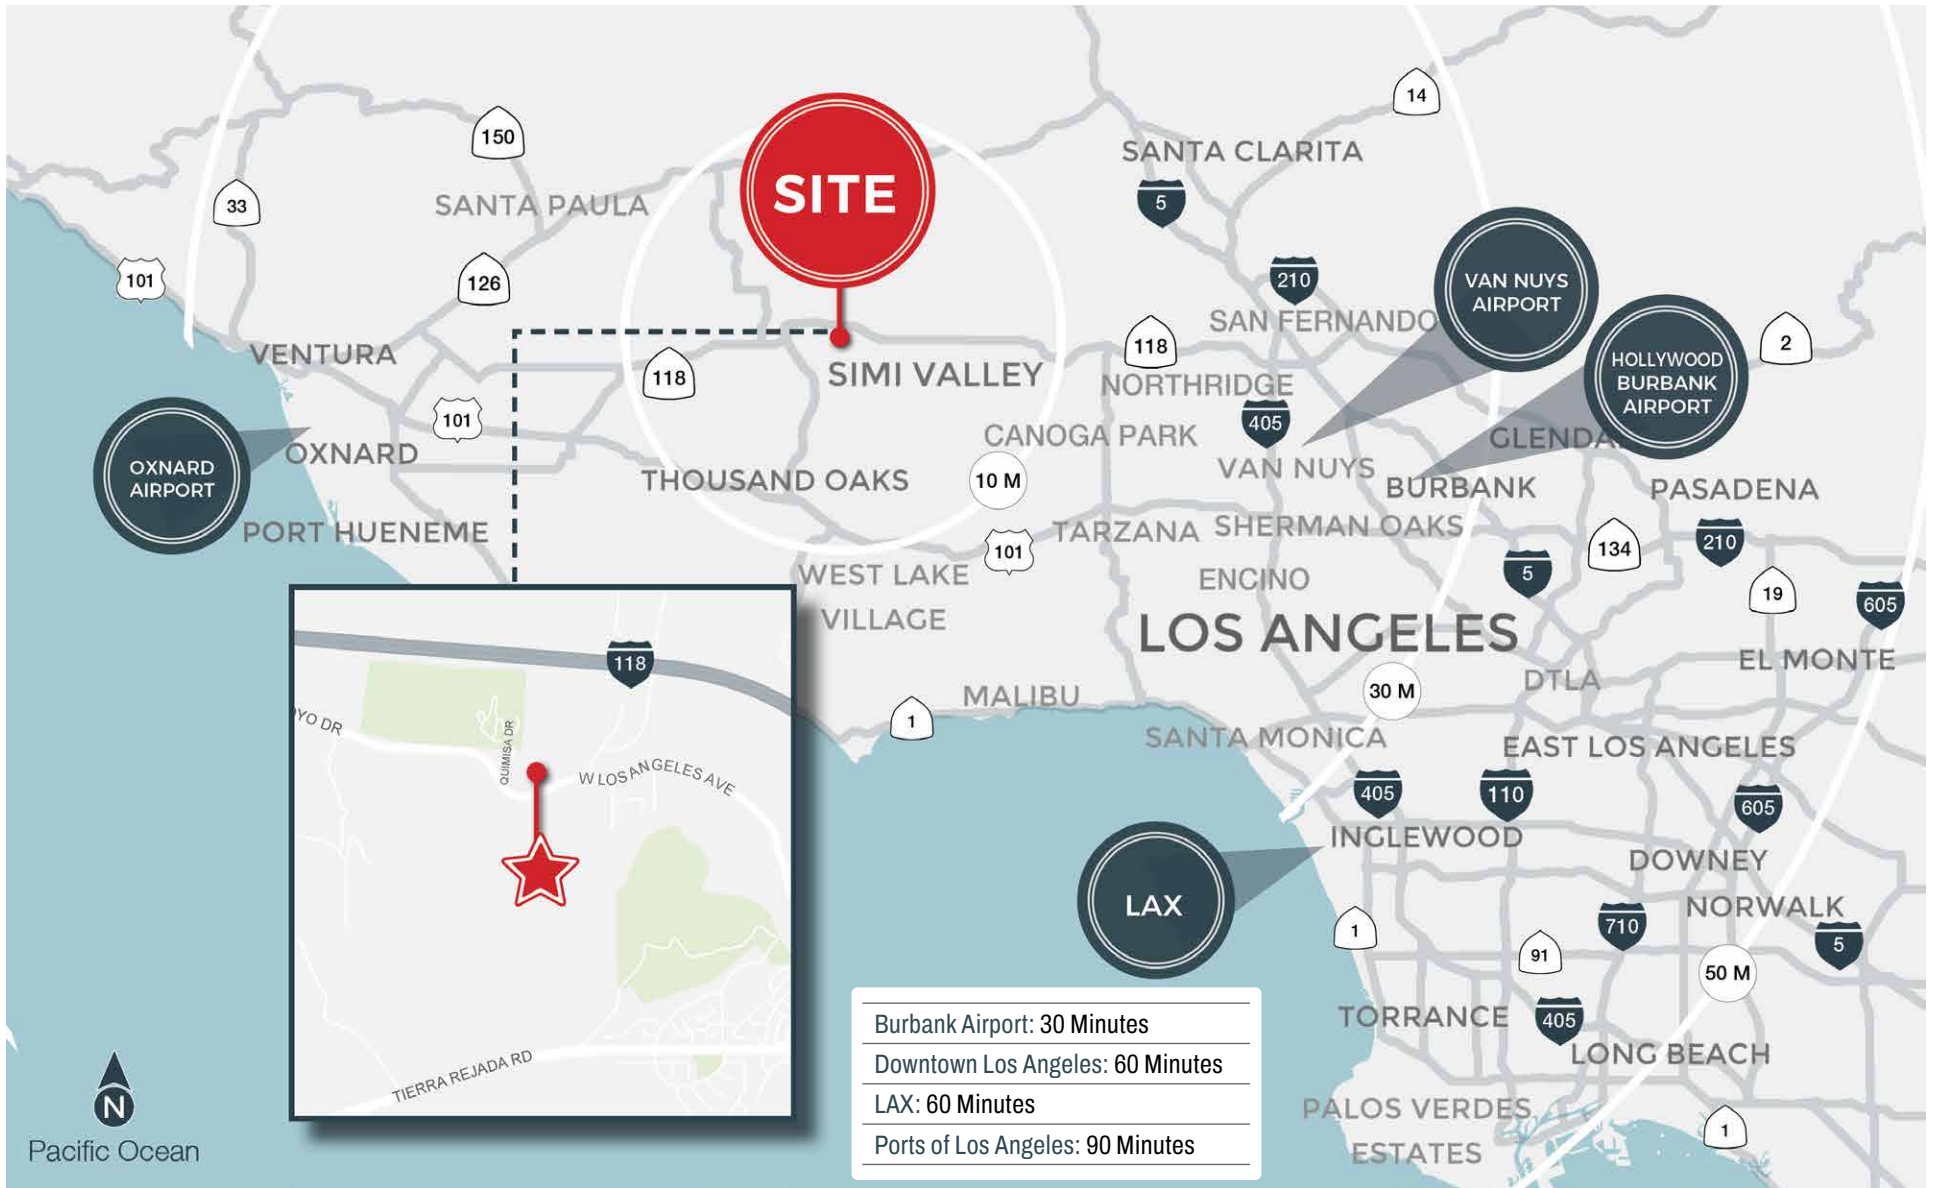 14
150
SANTA CLARITA
SITE
5
33
SANTA PAULA
101
126
210
VAN NUYS
AIRPORT
SAN FERNANDO
118
2
VENTURA
HOLLYWOOD
BURBANK
AIRPORT
118
SIMI VALLEY
NORTHRIDGE
101
405
CANOGA PARK
GLENDA
OXNARD
OXNARD
AIRPORT
VAN NUYS
THOUSAND OAKS
10 M
BURBANK
PASADENA
PORT HUENEME
TARZANA
SHERMAN OAKS
101
134
210
WEST LAKE
VILLAGE
ENCINO
5
19
605
LOS ANGELES
118
EL MONTE
DTLA
30 M
MALIBU
1
YO DR
QUIMISA DR
SANTA MONICA
EAST LOS ANGELES
W LOS ANGELES AVE
405
110
605
INGLEWOOD
DOWNEY
LAX
NORWALK
1
710
5
91
50 M
TORRANCE
405
LONG BEACH
Burbank Airport: 30 Minutes
Downtown Los Angeles: 60 Minutes
LAX: 60 Minutes
Ports of Los Angeles: 90 Minutes
TIERRA REJADA RD
PALOS VERDES
ESTATES
1
N
Pacific Ocean